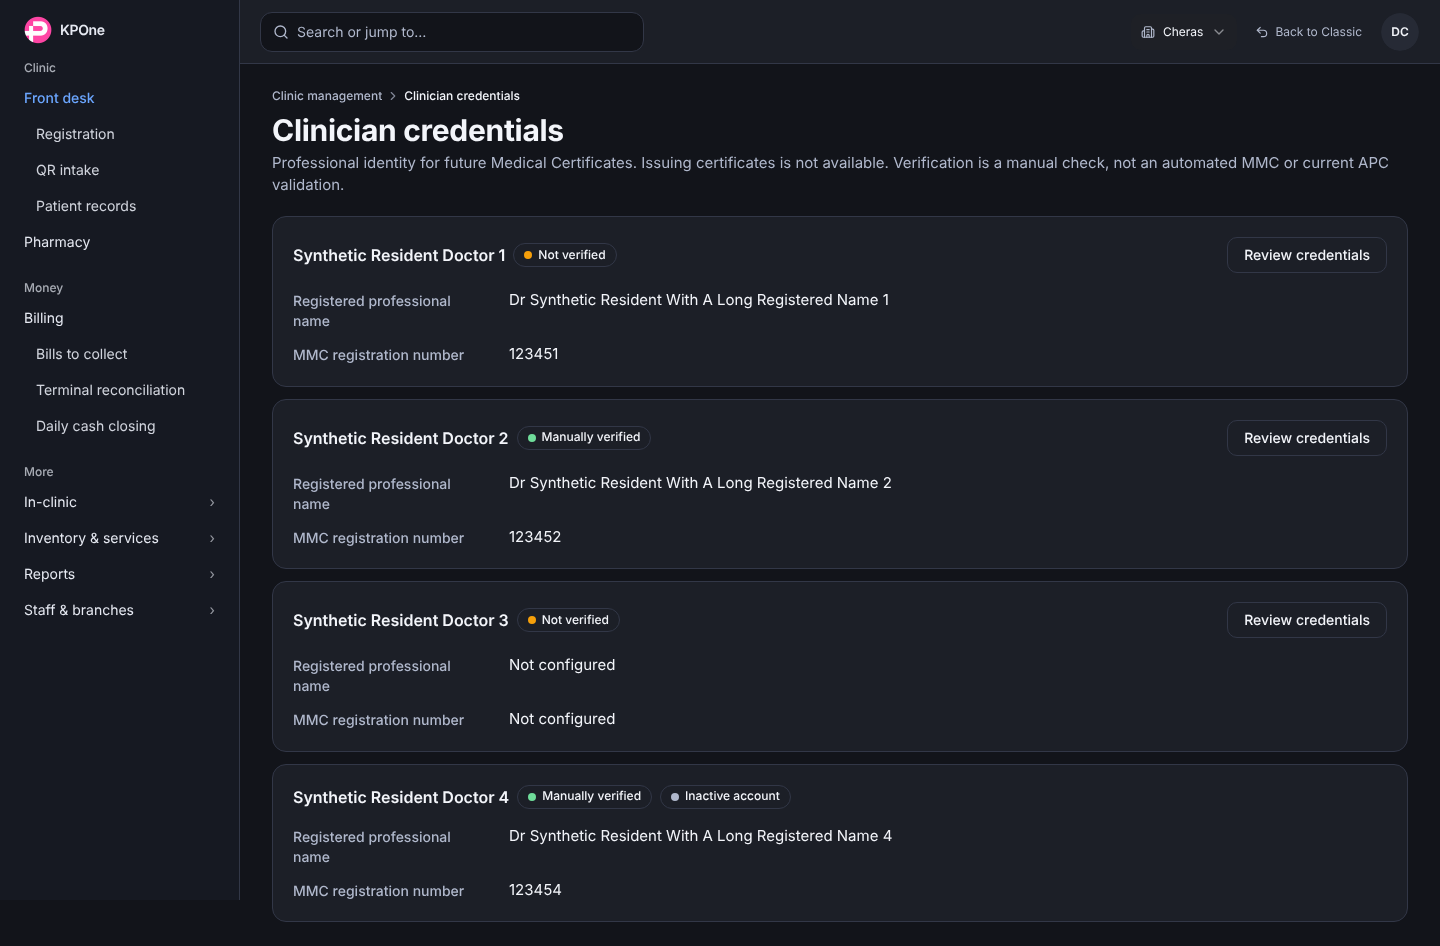 KPOne
Search or jump to...
Cheras
Back to Classic
DC
Clinic
Front desk
Registration
QR intake
Patient records
Pharmacy
Money
Billing
Bills to collect
Terminal reconciliation
Daily cash closing
More
In-clinic
Inventory & services
Reports
Staff & branches
Clinic management > Clinician credentials
Clinician credentials
Professional identity for future Medical Certificates. Issuing certificates is not available. Verification is a manual check, not an automated MMC or current APC
validation.
Synthetic Resident Doctor 1 Not verified Review credentials
Registered professional
name
Dr Synthetic Resident With A Long Registered Name 1
MMC registration number 123451
Synthetic Resident Doctor 2 Manually verified Review credentials
Registered professional
name
Dr Synthetic Resident With A Long Registered Name 2
MMC registration number 123452
Synthetic Resident Doctor 3 Not verified Review credentials
Registered professional
name
Not configured
MMC registration number Not configured
Synthetic Resident Doctor 4 Manually verified Inactive account
Registered professional
name
Dr Synthetic Resident With A Long Registered Name 4
MMC registration number 123454